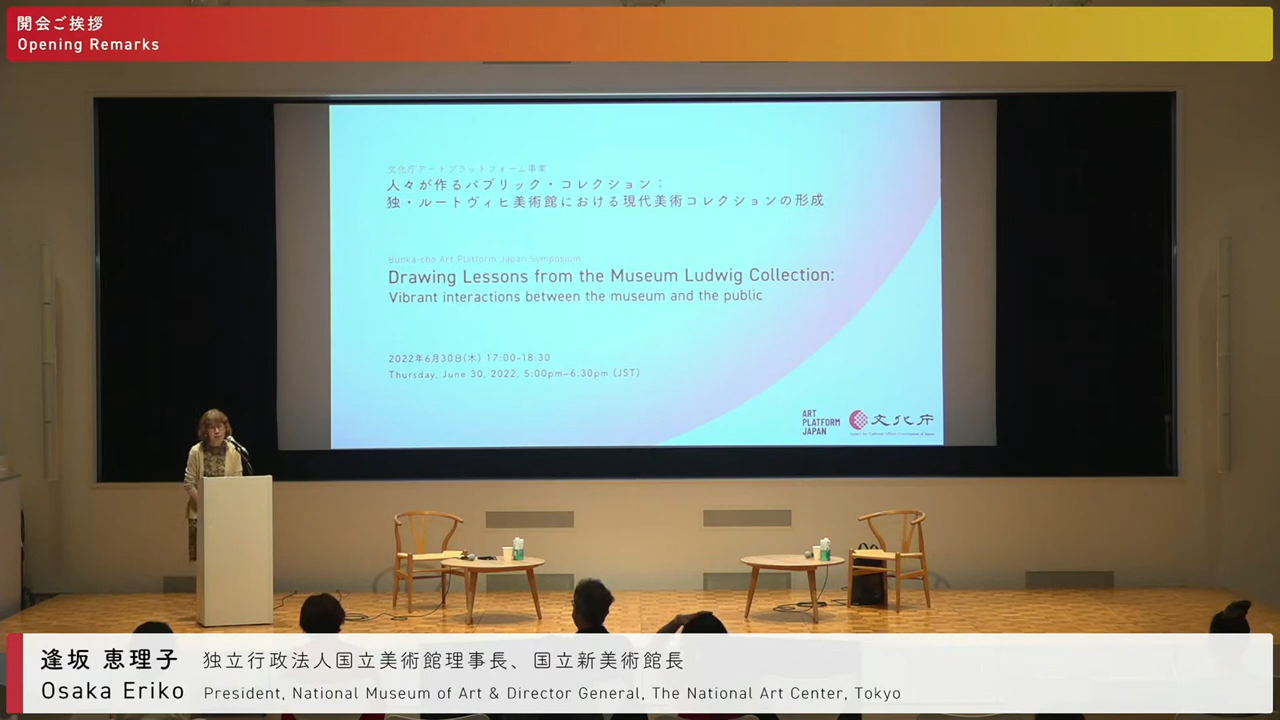 開会ご挨拶
Opening Remarks
文化庁アートプラットフォーム事業
人々が作るパブリック・コレクション：
独・ルートヴィヒ美術館における現代美術コレクションの形成
Bunka-cho Art Platform Japan Symposium
Drawing Lessons from the Museum Ludwig Collection:
Vibrant interactions between the museum and the public
2022年6月30日(木) 17:00-18:30
Thursday, June 30, 2022, 5:00pm–6:30pm (JST)
ART
PLATFORM
JAPAN
文化庁
逢坂 恵理子 独立行政法人国立美術館理事長、国立新美術館長
Osaka Eriko President, National Museum of Art & Director General, The National Art Center, Tokyo